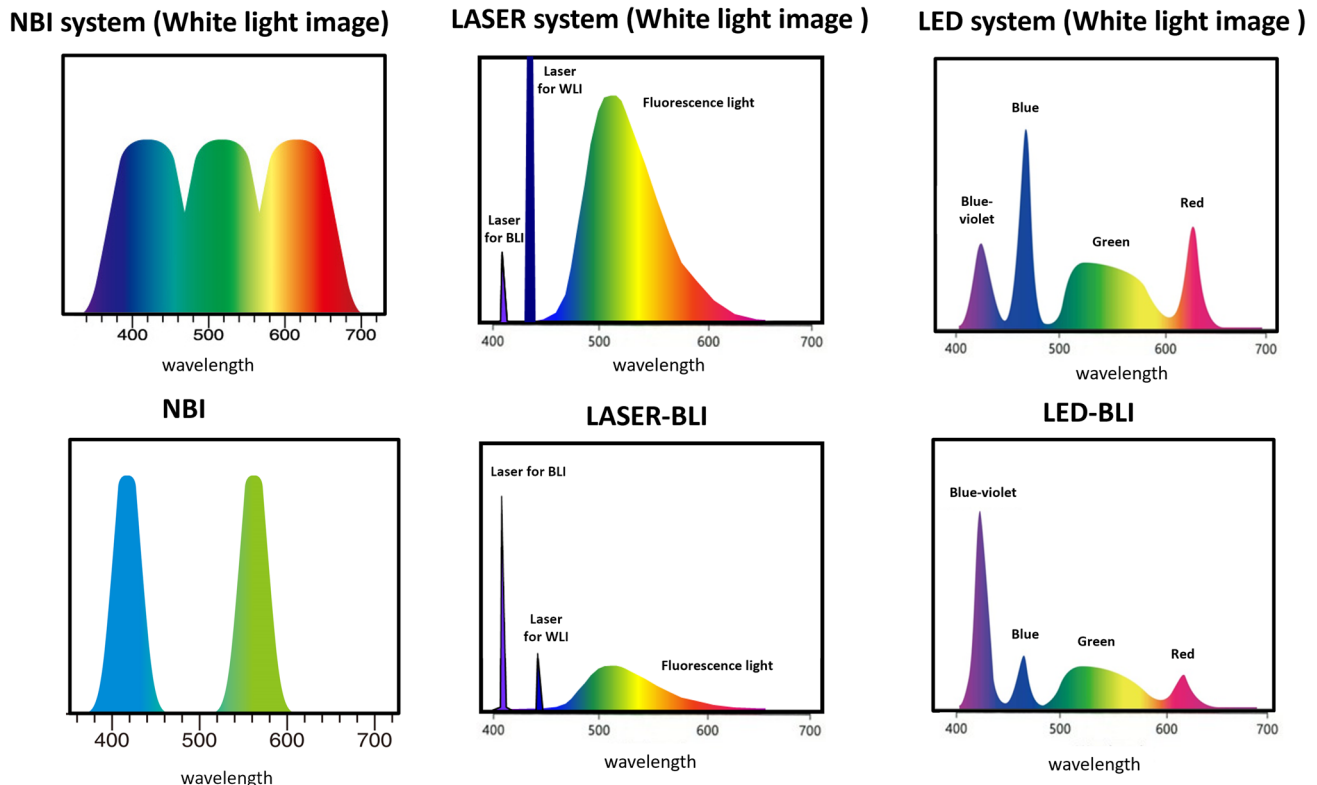 NBI system (White light image)
LASER system (White light image )
LED system (White light image )
400 500 600 700
wavelength
Laser
for WLI
Fluorescence light
Laser
for BLI
400 500 600 700
wavelength
Blue
Blue-
violet
Red
Green
400 500 600 700
wavelength
NBI
LASER-BLI
LED-BLI
400 500 600 700
wavelength
Laser for BLI
Laser
for WLI
Fluorescence light
400 500 600 700
wavelength
Blue-violet
Blue
Green
Red
400 500 600 700
wavelength